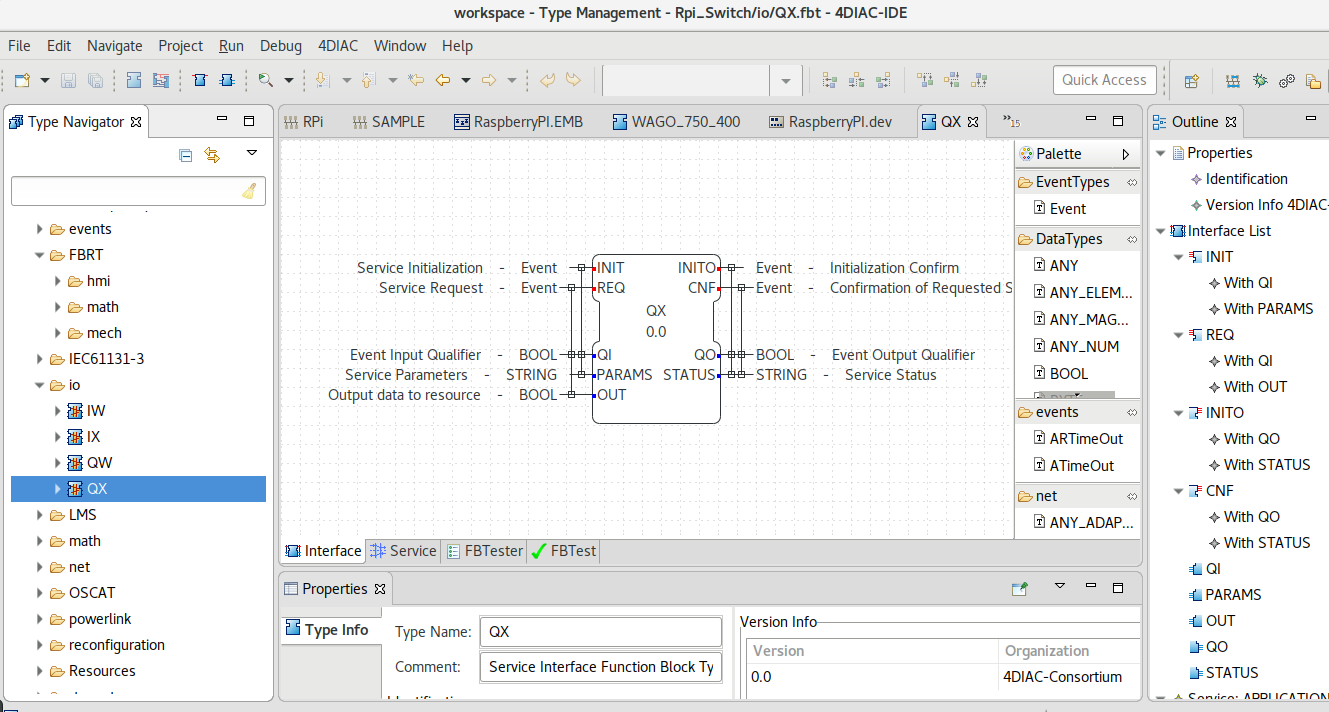 workspace - Type Management - Rpi_Switch/io/QX.fbt - 4DIAC-IDE
File Edit Navigate Project Run Debug 4DIAC Window Help
Quick Access
Type Navigator
events
FBRT
hmi
math
mech
IEC61131-3
io
IW
IX
QW
QX
LMS
math
net
OSCAT
powerlink
reconfiguration
Resources
RPi SAMPLE RaspberryPI.EMB WAGO_750_400 RaspberryPI.dev QX »15
Service Initialization - Event INIT INITO Event - Initialization Confirm
Service Request - Event REQ CNF Event - Confirmation of Requested S
QX
0.0
Event Input Qualifier - BOOL QI QO BOOL - Event Output Qualifier
Service Parameters - STRING PARAMS STATUS STRING - Service Status
Output data to resource - BOOL OUT
Palette
EventTypes
Event
DataTypes
ANY
ANY_ELEM...
ANY_MAG...
ANY_NUM
BOOL
events
ARTimeOut
ATimeOut
net
ANY_ADAP...
Interface Service FBTester FBTest
Properties
Type Info
Type Name: QX
Comment: Service Interface Function Block Ty
Version Info
Version Organization
0.0 4DIAC-Consortium
Outline
Properties
Identification
Version Info 4DIAC-
Interface List
INIT
With QI
With PARAMS
REQ
With QI
With OUT
INITO
With QO
With STATUS
CNF
With QO
With STATUS
QI
PARAMS
OUT
QO
STATUS
Service: APPLICATION